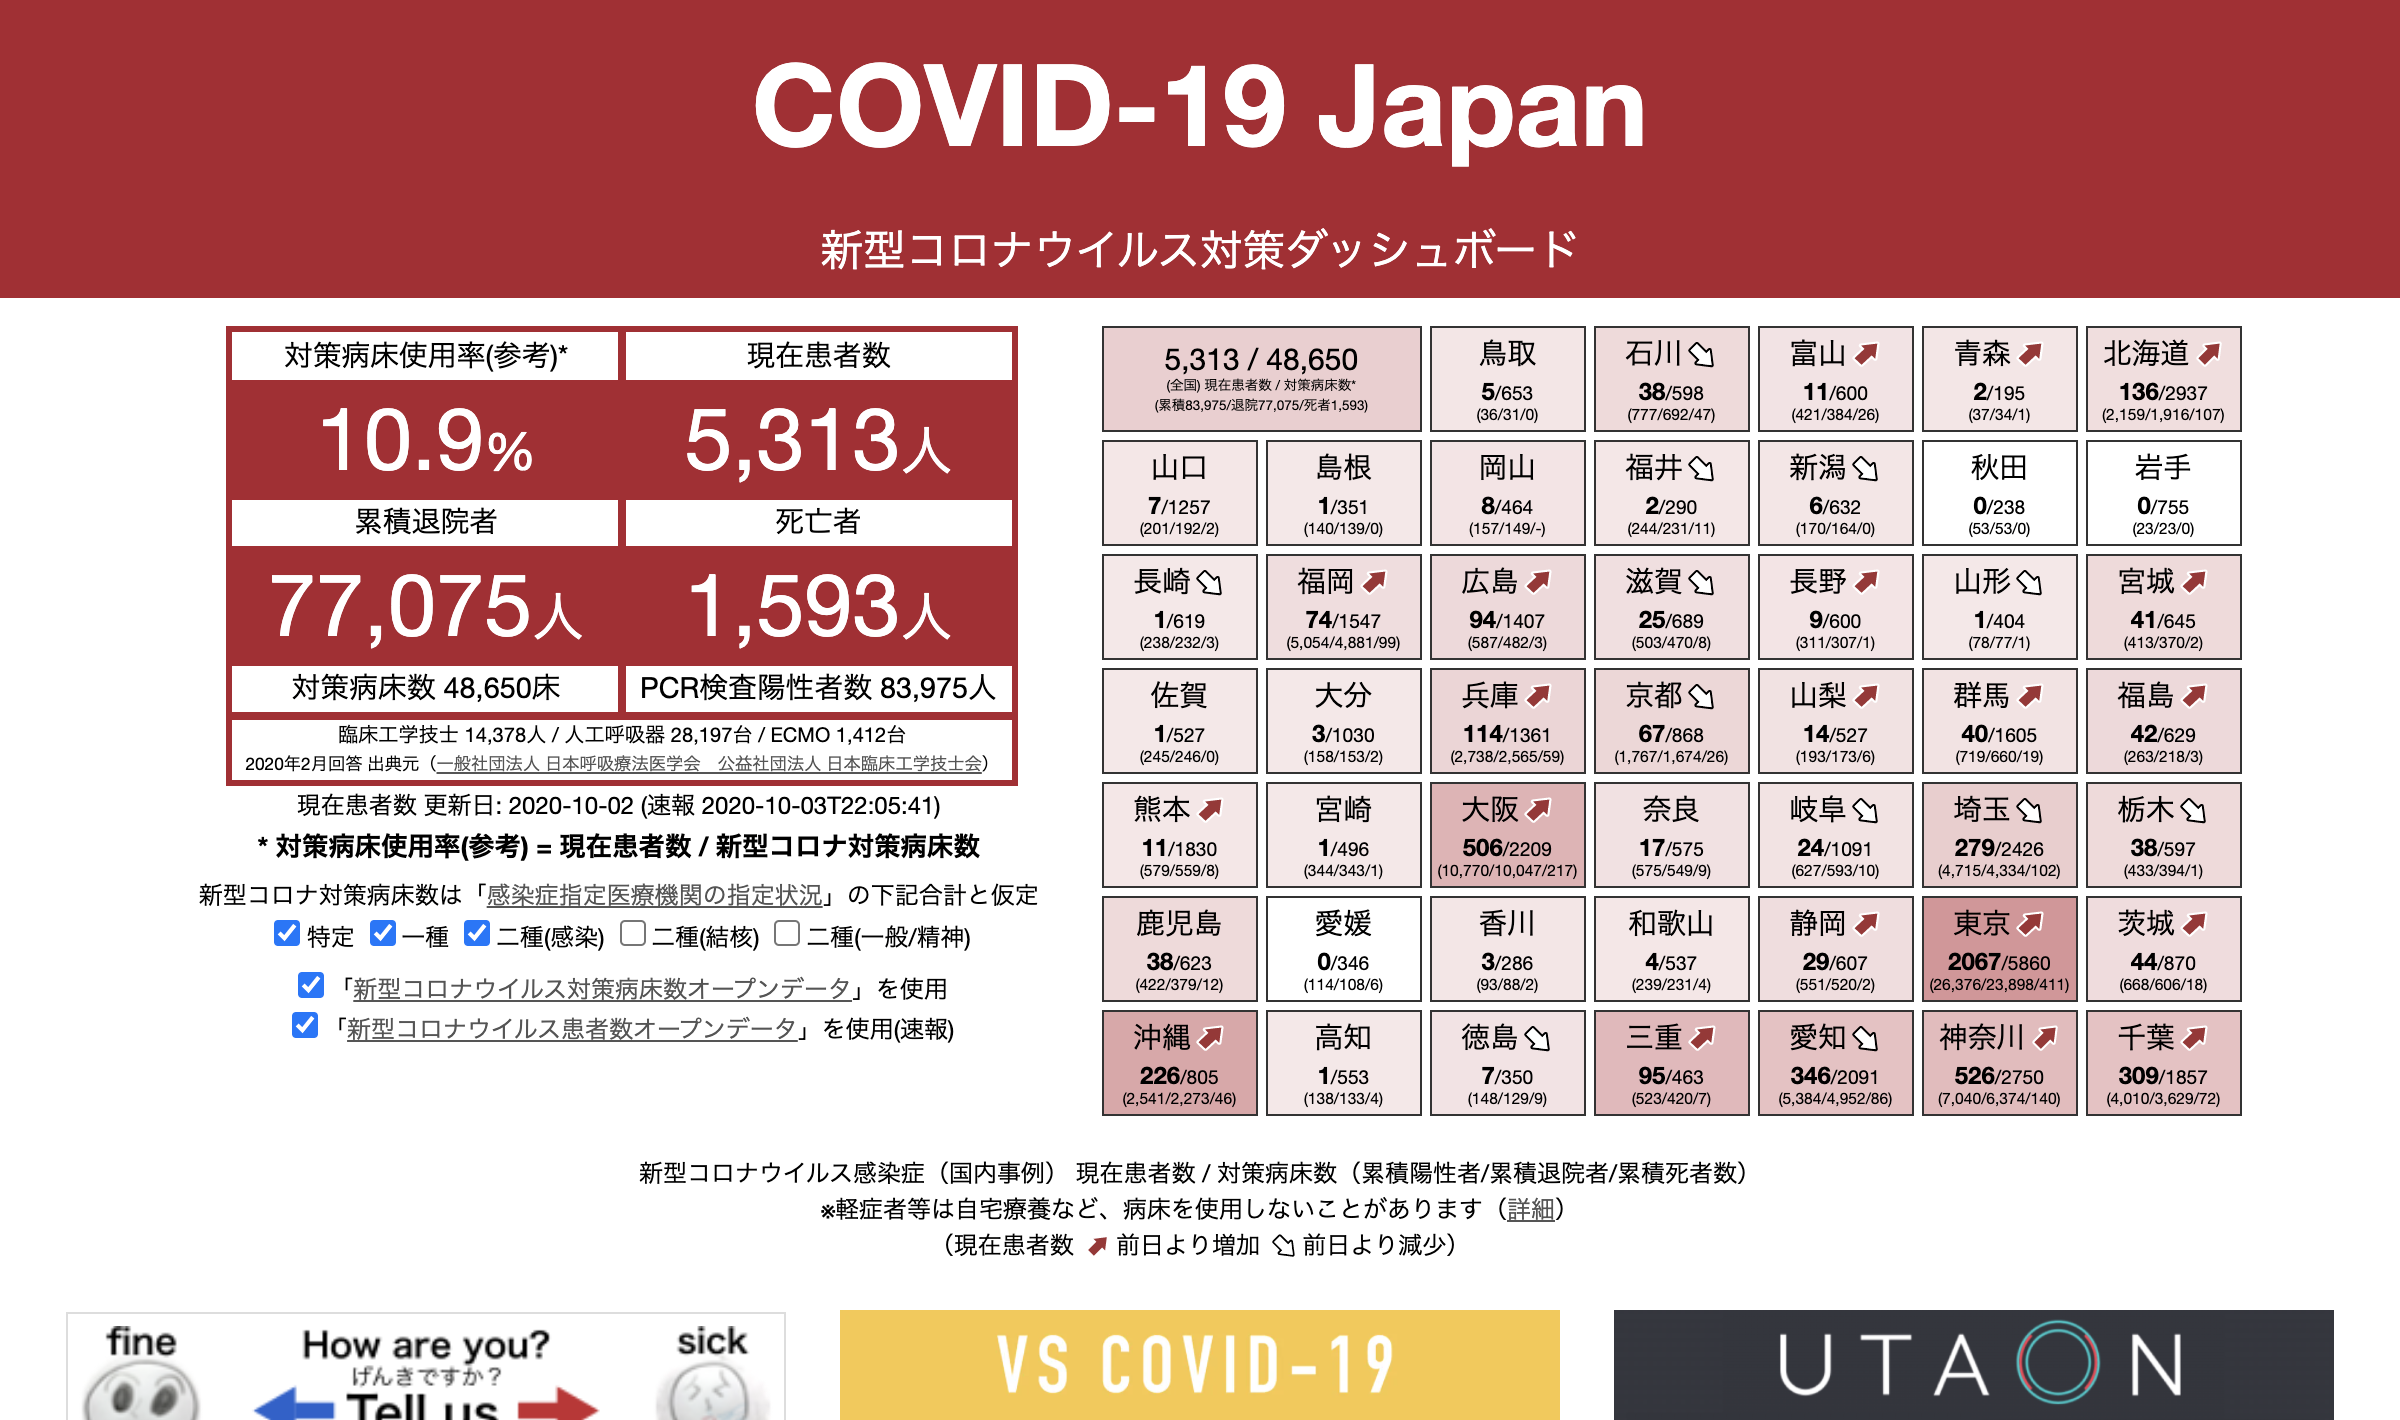 COVID-19 Japan
新型コロナウイルス対策ダッシュボード
対策病床使用率(参考)* 現在患者数
10.9% 5,313人
累積退院者 死亡者
77,075人 1,593人
対策病床数 48,650床 PCR検査陽性者数 83,975人
臨床工学技士 14,378人 / 人工呼吸器 28,197台 / ECMO 1,412台
2020年2月回答 出典元（一般社団法人 日本呼吸療法医学会　公益社団法人 日本臨床工学技士会）
現在患者数 更新日: 2020-10-02 (速報 2020-10-03T22:05:41)
* 対策病床使用率(参考) = 現在患者数 / 新型コロナ対策病床数
新型コロナ対策病床数は「感染症指定医療機関の指定状況」の下記合計と仮定
特定 一種 二種(感染) 二種(結核) 二種(一般/精神)
「新型コロナウイルス対策病床数オープンデータ」を使用
「新型コロナウイルス患者数オープンデータ」を使用(速報)
5,313 / 48,650
(全国) 現在患者数 / 対策病床数*
(累積83,975/退院77,075/死者1,593)
鳥取 石川 富山 青森 北海道
5/653 38/598 11/600 2/195 136/2937
(36/31/0) (777/692/47) (421/384/26) (37/34/1) (2,159/1,916/107)
山口 島根 岡山 福井 新潟 秋田 岩手
7/1257 1/351 8/464 2/290 6/632 0/238 0/755
(201/192/2) (140/139/0) (157/149/-) (244/231/11) (170/164/0) (53/53/0) (23/23/0)
長崎 福岡 広島 滋賀 長野 山形 宮城
1/619 74/1547 94/1407 25/689 9/600 1/404 41/645
(238/232/3) (5,054/4,881/99) (587/482/3) (503/470/8) (311/307/1) (78/77/1) (413/370/2)
佐賀 大分 兵庫 京都 山梨 群馬 福島
1/527 3/1030 114/1361 67/868 14/527 40/1605 42/629
(245/246/0) (158/153/2) (2,738/2,565/59) (1,767/1,674/26) (193/173/6) (719/660/19) (263/218/3)
熊本 宮崎 大阪 奈良 岐阜 埼玉 栃木
11/1830 1/496 506/2209 17/575 24/1091 279/2426 38/597
(579/559/8) (344/343/1) (10,770/10,047/217) (575/549/9) (627/593/10) (4,715/4,334/102) (433/394/1)
鹿児島 愛媛 香川 和歌山 静岡 東京 茨城
38/623 0/346 3/286 4/537 29/607 2067/5860 44/870
(422/379/12) (114/108/6) (93/88/2) (239/231/4) (551/520/2) (26,376/23,898/411) (668/606/18)
沖縄 高知 徳島 三重 愛知 神奈川 千葉
226/805 1/553 7/350 95/463 346/2091 526/2750 309/1857
(2,541/2,273/46) (138/133/4) (148/129/9) (523/420/7) (5,384/4,952/86) (7,040/6,374/140) (4,010/3,629/72)
新型コロナウイルス感染症（国内事例） 現在患者数 / 対策病床数（累積陽性者/累積退院者/累積死者数）
※軽症者等は自宅療養など、病床を使用しないことがあります（詳細）
（現在患者数 前日より増加 前日より減少）
fine How are you? sick
げんきですか？
Tell us
VS COVID-19
UTAON